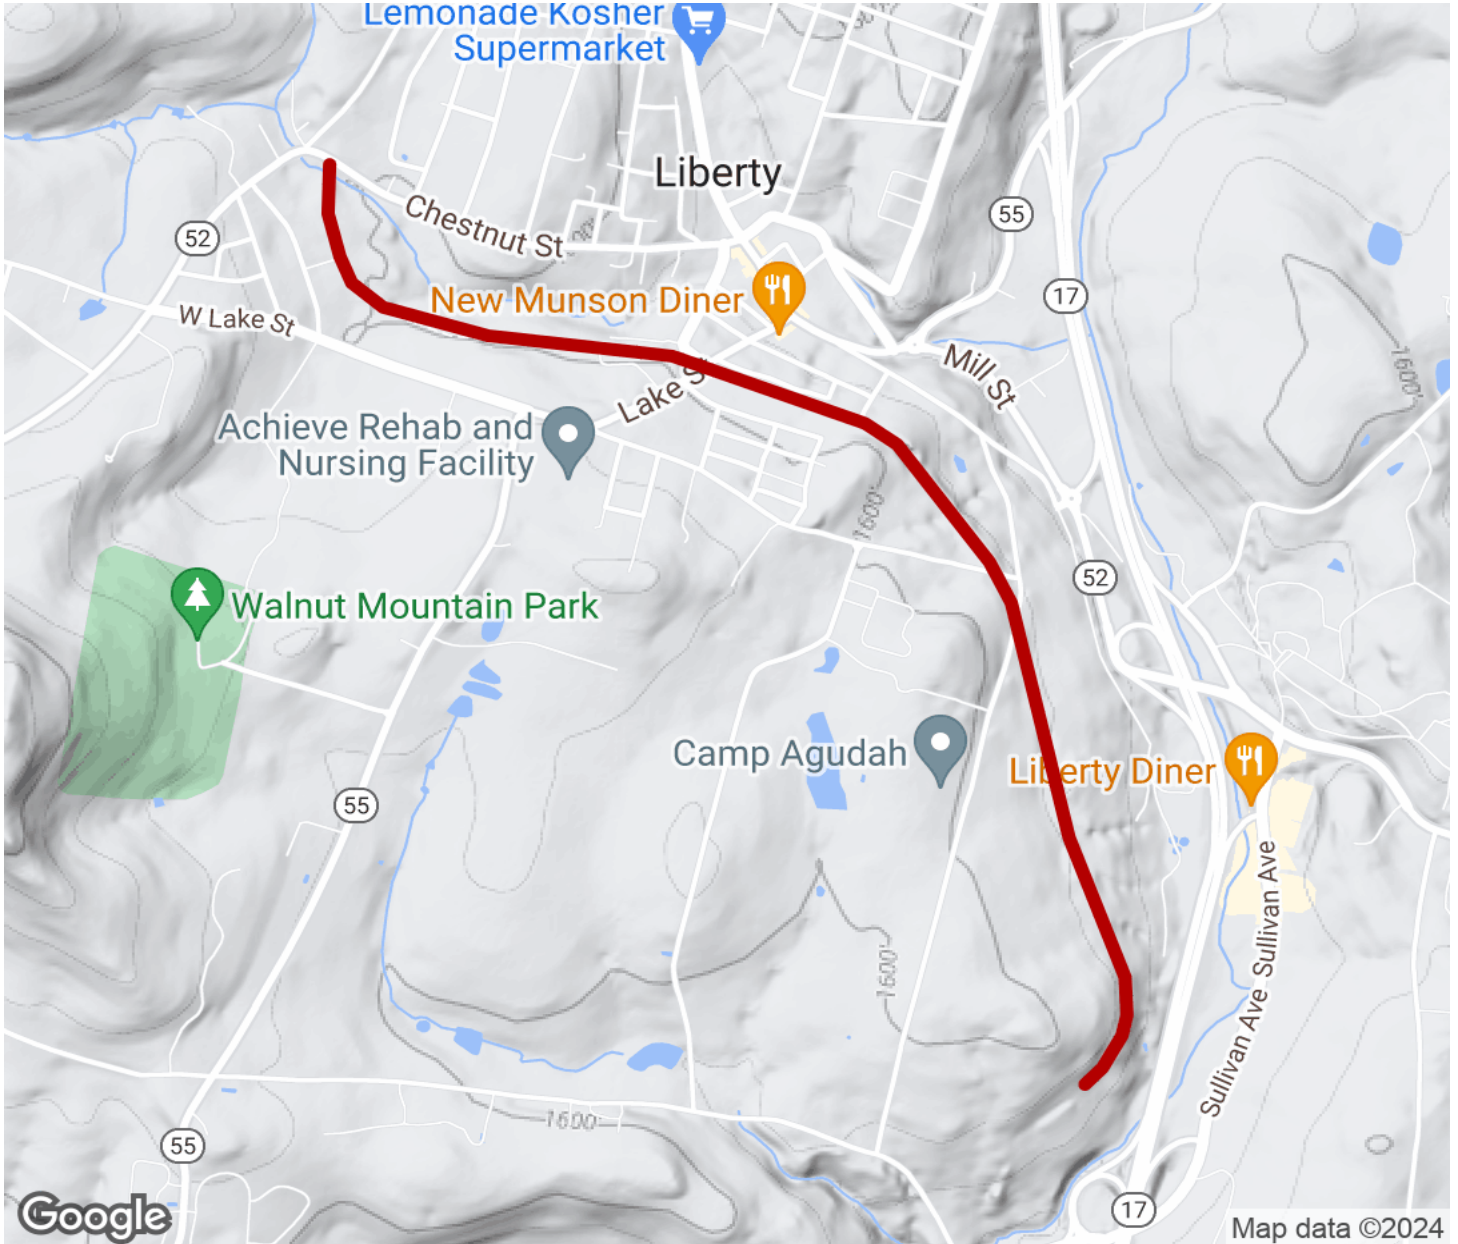 Lemonade Kosher
Supermarket
Liberty
55
Chestnut St
52
17
New Munson Diner
W Lake St
Mill St
1600'
Lake S
Achieve Rehab and
Nursing Facility
1600'
52
Walnut Mountain Park
Camp Agudah
Liberty Diner
55
Sullivan Ave
1600'
Sullivan Ave
1600'
55
17
Google
Map data ©2024